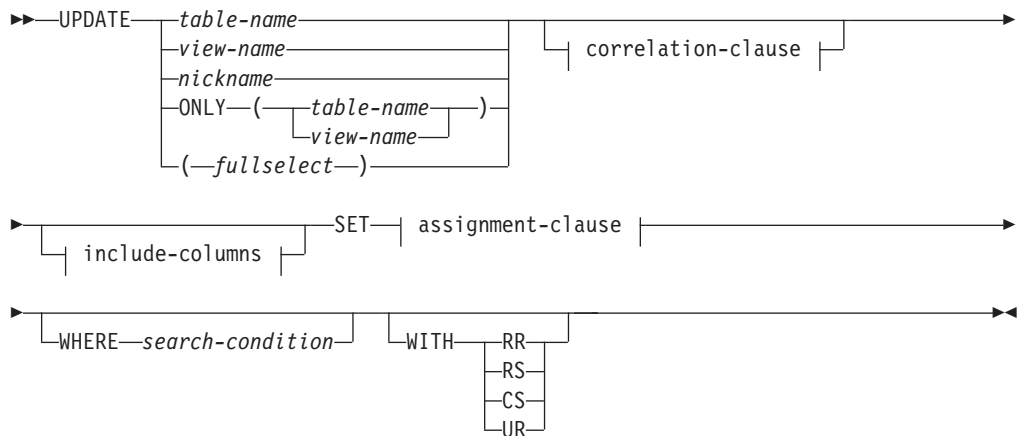 UPDATE table-name
view-name
nickname
ONLY ( table-name )
view-name
( fullselect )
correlation-clause
include-columns
SET assignment-clause
WHERE search-condition
WITH RR
RS
CS
UR